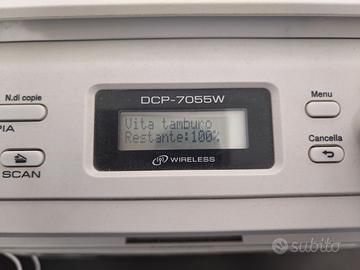 DCP-7055W
N.di copie
Menu
Vita tamburo
Restante:100%
PIA
Cancella
WIRELESS
SCAN
subito